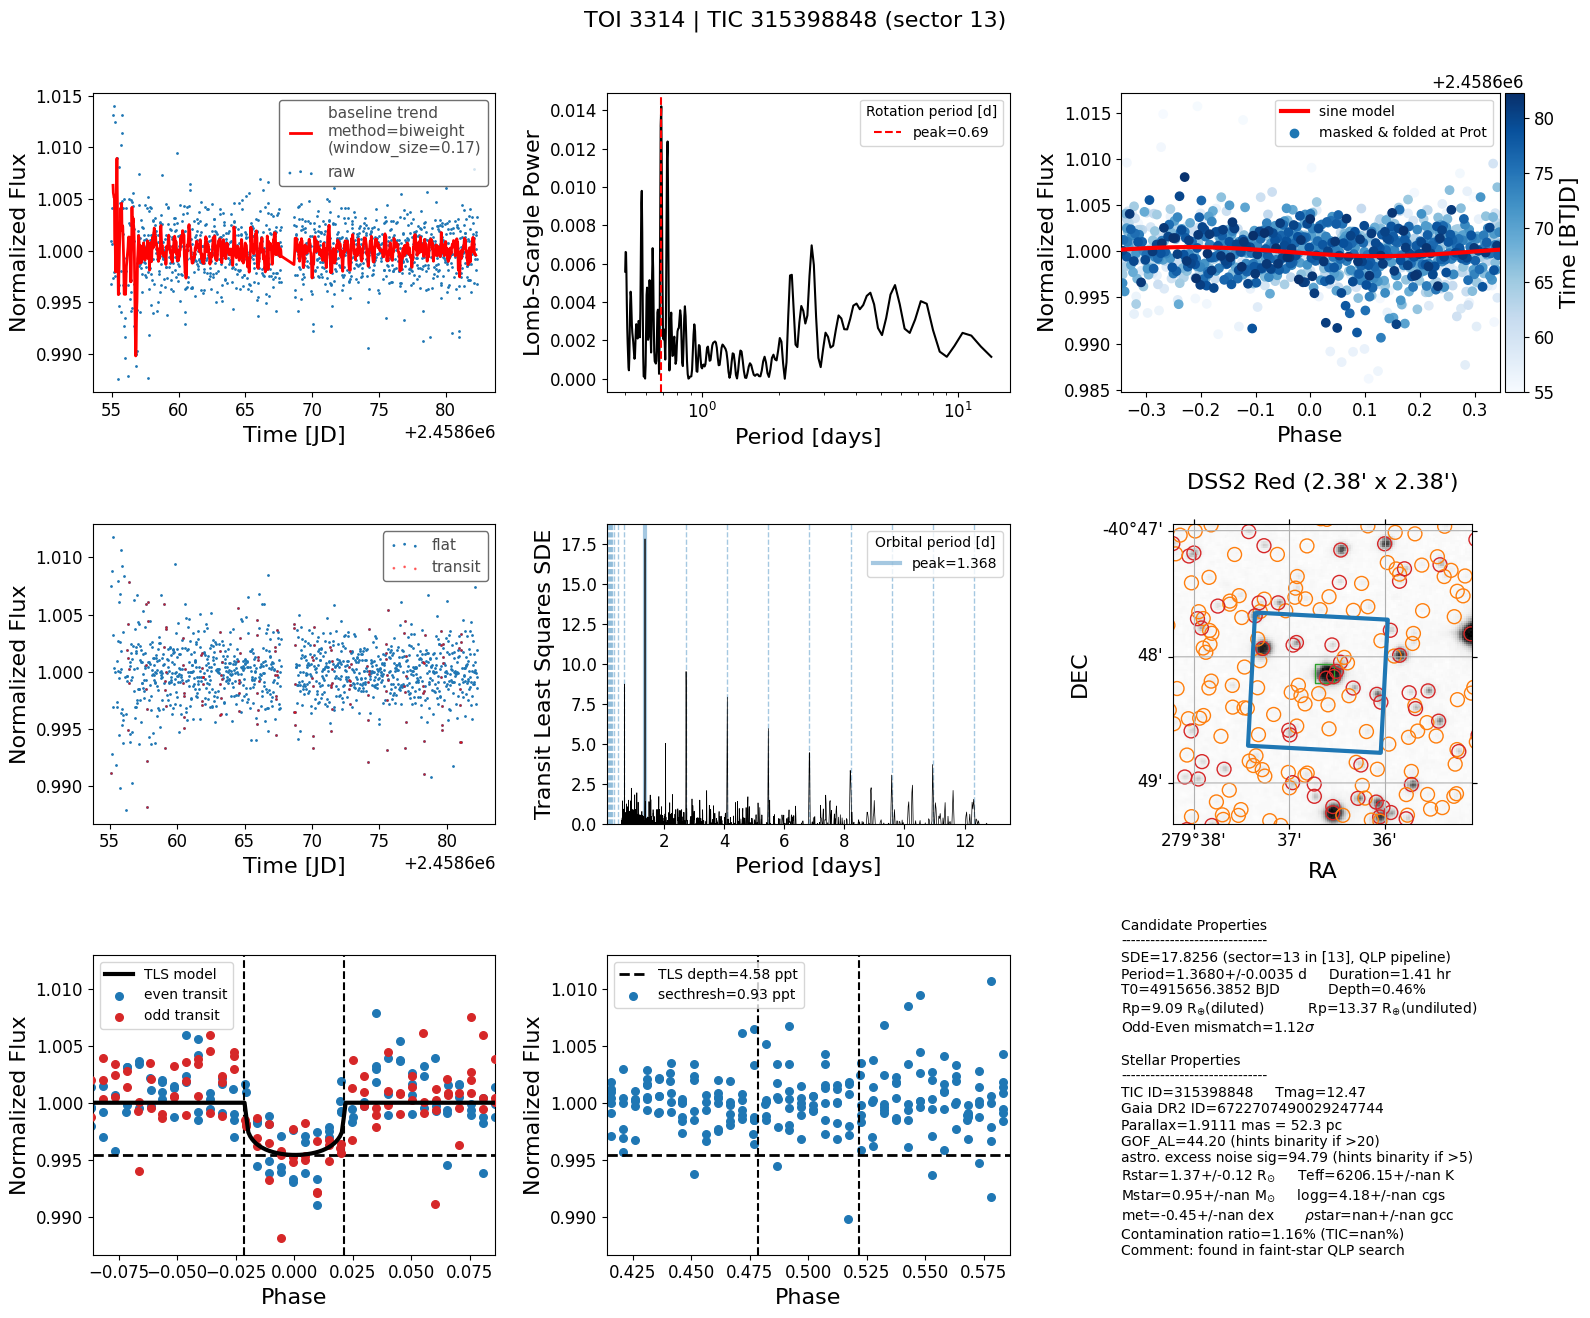 TOI 3314 | TIC 315398848 (sector 13)
1.015
1.010
1.005
1.000
0.995
0.990
Normalized Flux
baseline trend
method=biweight
(window_size=0.17)
raw
55 60 65 70 75 80
Time [JD]
+2.4586e6
0.014
0.012
0.010
0.008
0.006
0.004
0.002
0.000
Lomb-Scargle Power
Rotation period [d]
peak=0.69
10⁰ 10¹
Period [days]
+2.4586e6
1.015
1.010
1.005
1.000
0.995
0.990
0.985
Normalized Flux
sine model
masked & folded at Prot
−0.3 −0.2 −0.1 0.0 0.1 0.2 0.3
Phase
80
75
70
65
60
55
Time [BTJD]
1.010
1.005
1.000
0.995
0.990
Normalized Flux
flat
transit
55 60 65 70 75 80
Time [JD]
+2.4586e6
17.5
15.0
12.5
10.0
7.5
5.0
2.5
0.0
Transit Least Squares SDE
Orbital period [d]
peak=1.368
2 4 6 8 10 12
Period [days]
DSS2 Red (2.38' x 2.38')
-40°47'
48'
49'
DEC
279°38' 37' 36'
RA
1.010
1.005
1.000
0.995
0.990
Normalized Flux
TLS model
even transit
odd transit
−0.075 −0.050 −0.025 0.000 0.025 0.050 0.075
Phase
1.010
1.005
1.000
0.995
0.990
Normalized Flux
TLS depth=4.58 ppt
secthresh=0.93 ppt
0.425 0.450 0.475 0.500 0.525 0.550 0.575
Phase
Candidate Properties
------------------------------
SDE=17.8256 (sector=13 in [13], QLP pipeline)
Period=1.3680+/-0.0035 d Duration=1.41 hr
T0=4915656.3852 BJD Depth=0.46%
Rp=9.09 R⊕(diluted) Rp=13.37 R⊕(undiluted)
Odd-Even mismatch=1.12σ
Stellar Properties
------------------------------
TIC ID=315398848 Tmag=12.47
Gaia DR2 ID=6722707490029247744
Parallax=1.9111 mas = 52.3 pc
GOF_AL=44.20 (hints binarity if >20)
astro. excess noise sig=94.79 (hints binarity if >5)
Rstar=1.37+/-0.12 R☉ Teff=6206.15+/-nan K
Mstar=0.95+/-nan M☉ logg=4.18+/-nan cgs
met=-0.45+/-nan dex ρstar=nan+/-nan gcc
Contamination ratio=1.16% (TIC=nan%)
Comment: found in faint-star QLP search